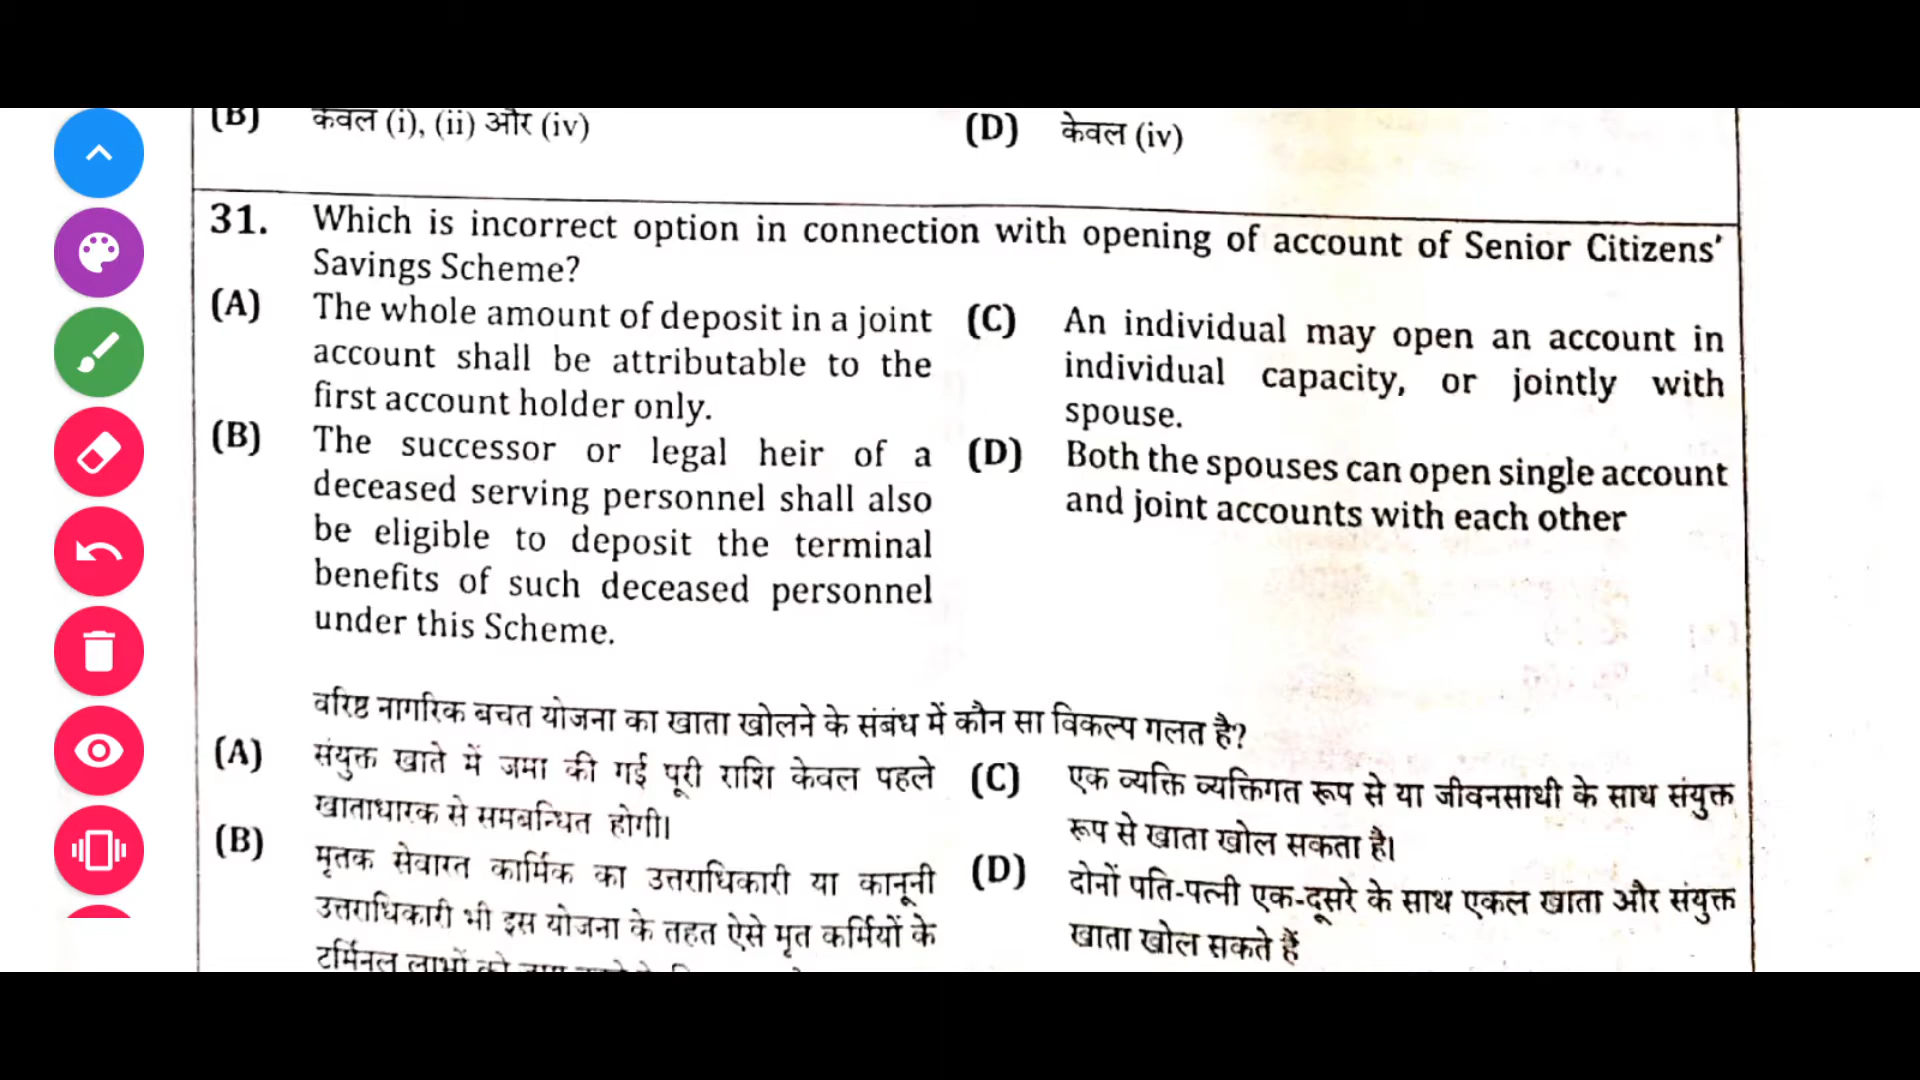 (B) केवल (i), (ii) और (iv)
(D) केवल (iv)
31. Which is incorrect option in connection with opening of account of Senior Citizens'
Savings Scheme?
(A) The whole amount of deposit in a joint
account shall be attributable to the
first account holder only.
(B) The successor or legal heir of a
deceased serving personnel shall also
be eligible to deposit the terminal
benefits of such deceased personnel
under this Scheme.
(C) An individual may open an account in
individual capacity, or jointly with
spouse.
(D) Both the spouses can open single account
and joint accounts with each other
वरिष्ठ नागरिक बचत योजना का खाता खोलने के संबंध में कौन सा विकल्प गलत है?
(A) संयुक्त खाते में जमा की गई पूरी राशि केवल पहले
खाताधारक से समबन्धित होगी।
(B) मृतक सेवारत कार्मिक का उत्तराधिकारी या कानूनी
उत्तराधिकारी भी इस योजना के तहत ऐसे मृत कर्मियों के
टर्मिनल लाभों को
(C) एक व्यक्ति व्यक्तिगत रूप से या जीवनसाथी के साथ संयुक्त
रूप से खाता खोल सकता है।
(D) दोनों पति-पत्नी एक-दूसरे के साथ एकल खाता और संयुक्त
खाता खोल सकते हैं